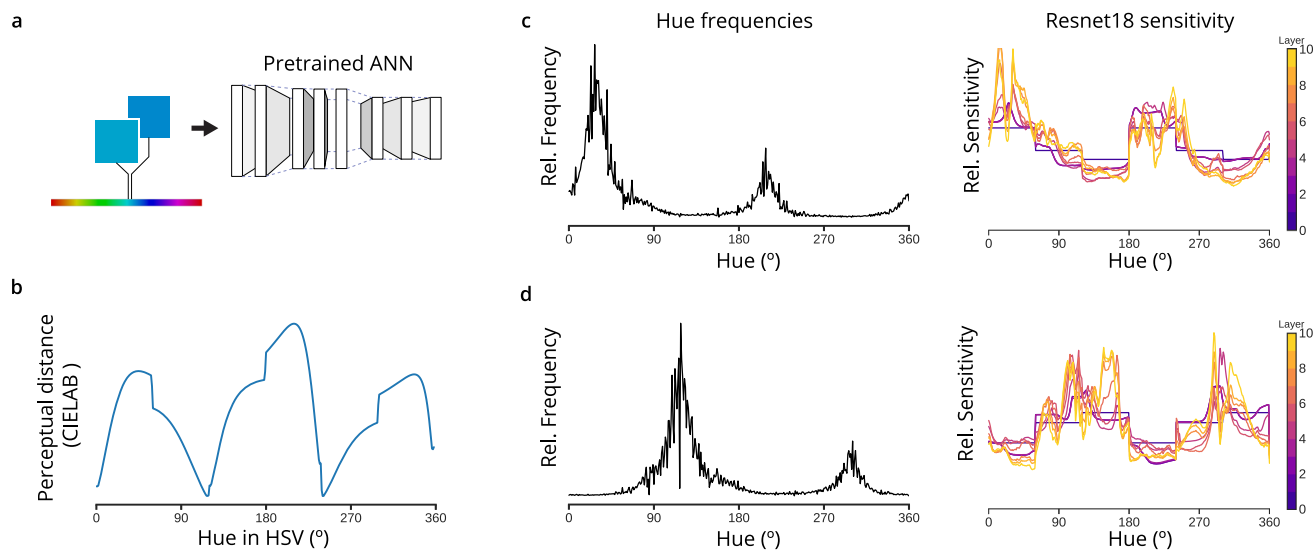 a
Pretrained ANN
b
Perceptual distance
(CIELAB )
0
90
180
270
360
Hue in HSV (º)
c
Hue frequencies
Rel. Frequency
0
90
180
270
360
Hue (º)
Resnet18 sensitivity
Rel. Sensitivity
0
90
180
270
360
Hue (º)
Layer
10
8
6
4
2
0
d
Rel. Frequency
0
90
180
270
360
Hue (º)
Rel. Sensitivity
0
90
180
270
360
Hue (º)
Layer
10
8
6
4
2
0